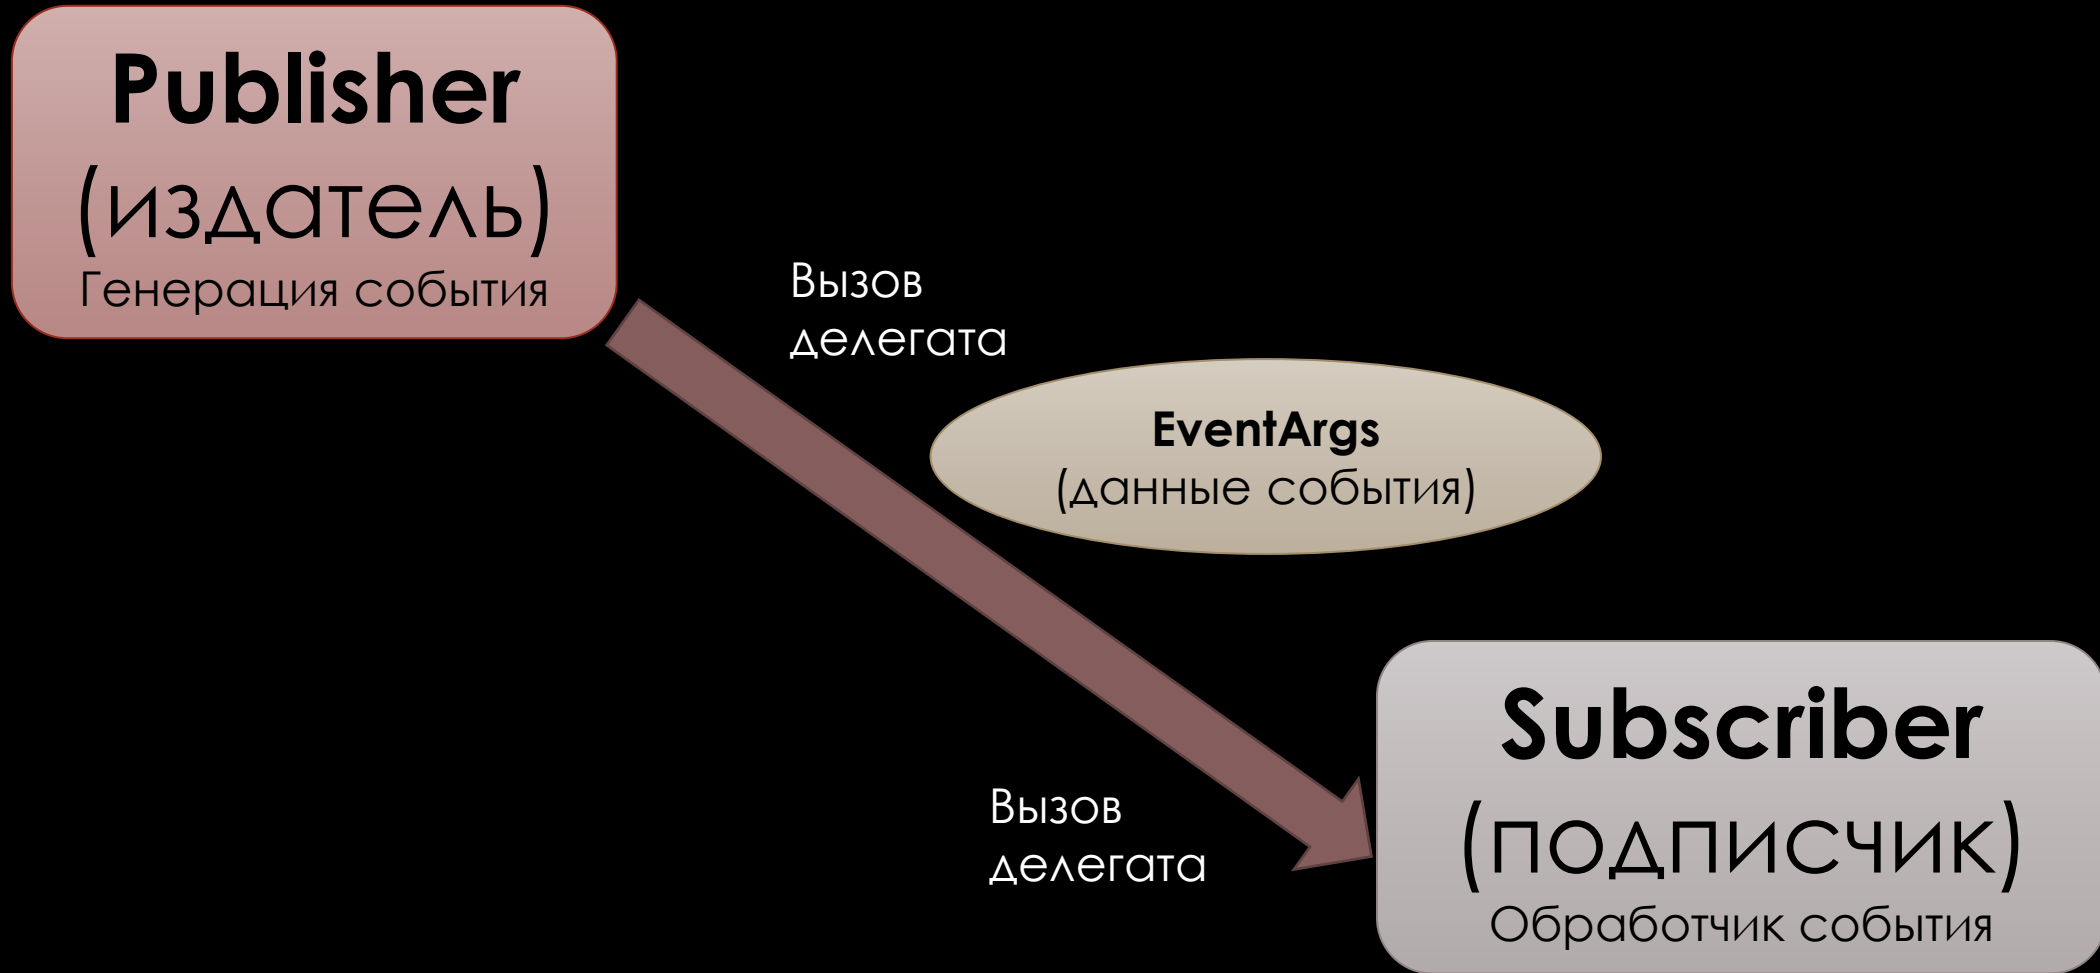 Publisher
(издатель)
Генерация события
Вызов
делегата
EventArgs
(данные события)
Вызов
делегата
Subscriber
(подписчик)
Обработчик события